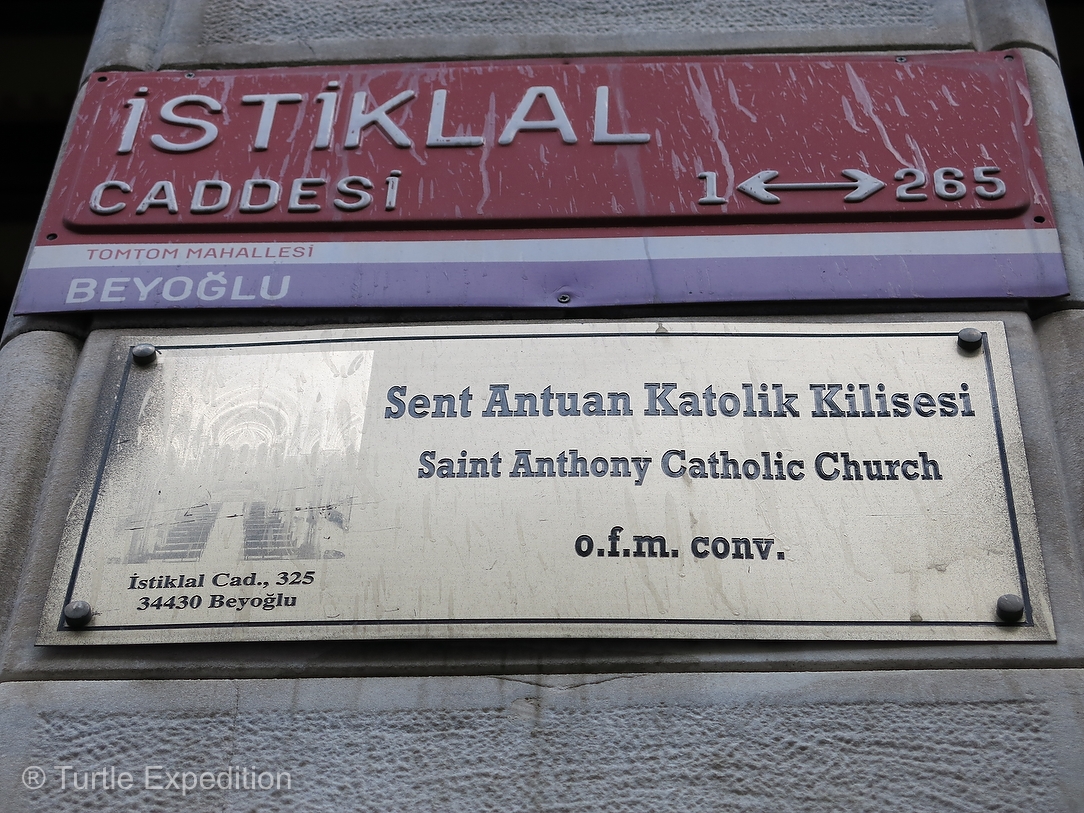 İSTİKLAL
CADDESİ
1 ↔ 265
TOMTOM MAHALLESİ
BEYOĞLU
Sent Antuan Katolik Kilisesi
Saint Anthony Catholic Church
o.f.m. conv.
İstiklal Cad., 325
34430 Beyoğlu
® Turtle Expedition